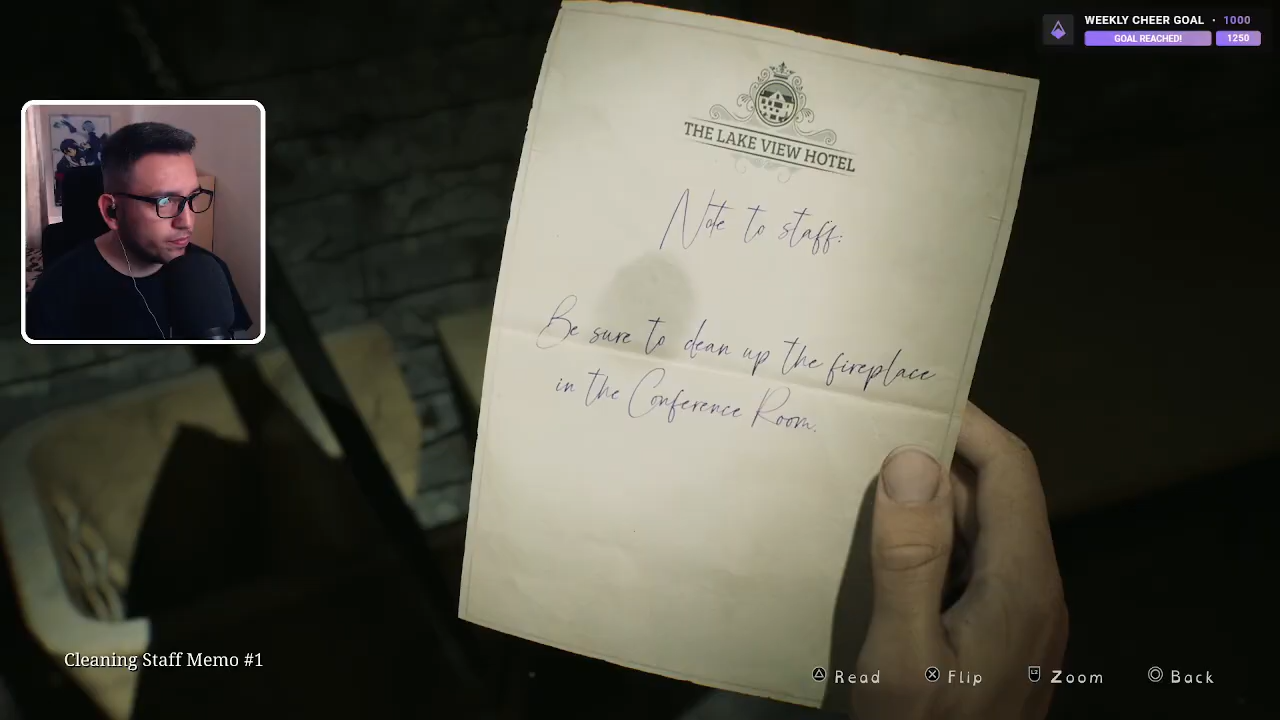 WEEKLY CHEER GOAL · 1000
GOAL REACHED! 1250
THE LAKE VIEW HOTEL
Note to staff:
Be sure to clean up the fireplace
in the Conference Room.
Cleaning Staff Memo #1
Read Flip L2 Zoom Back